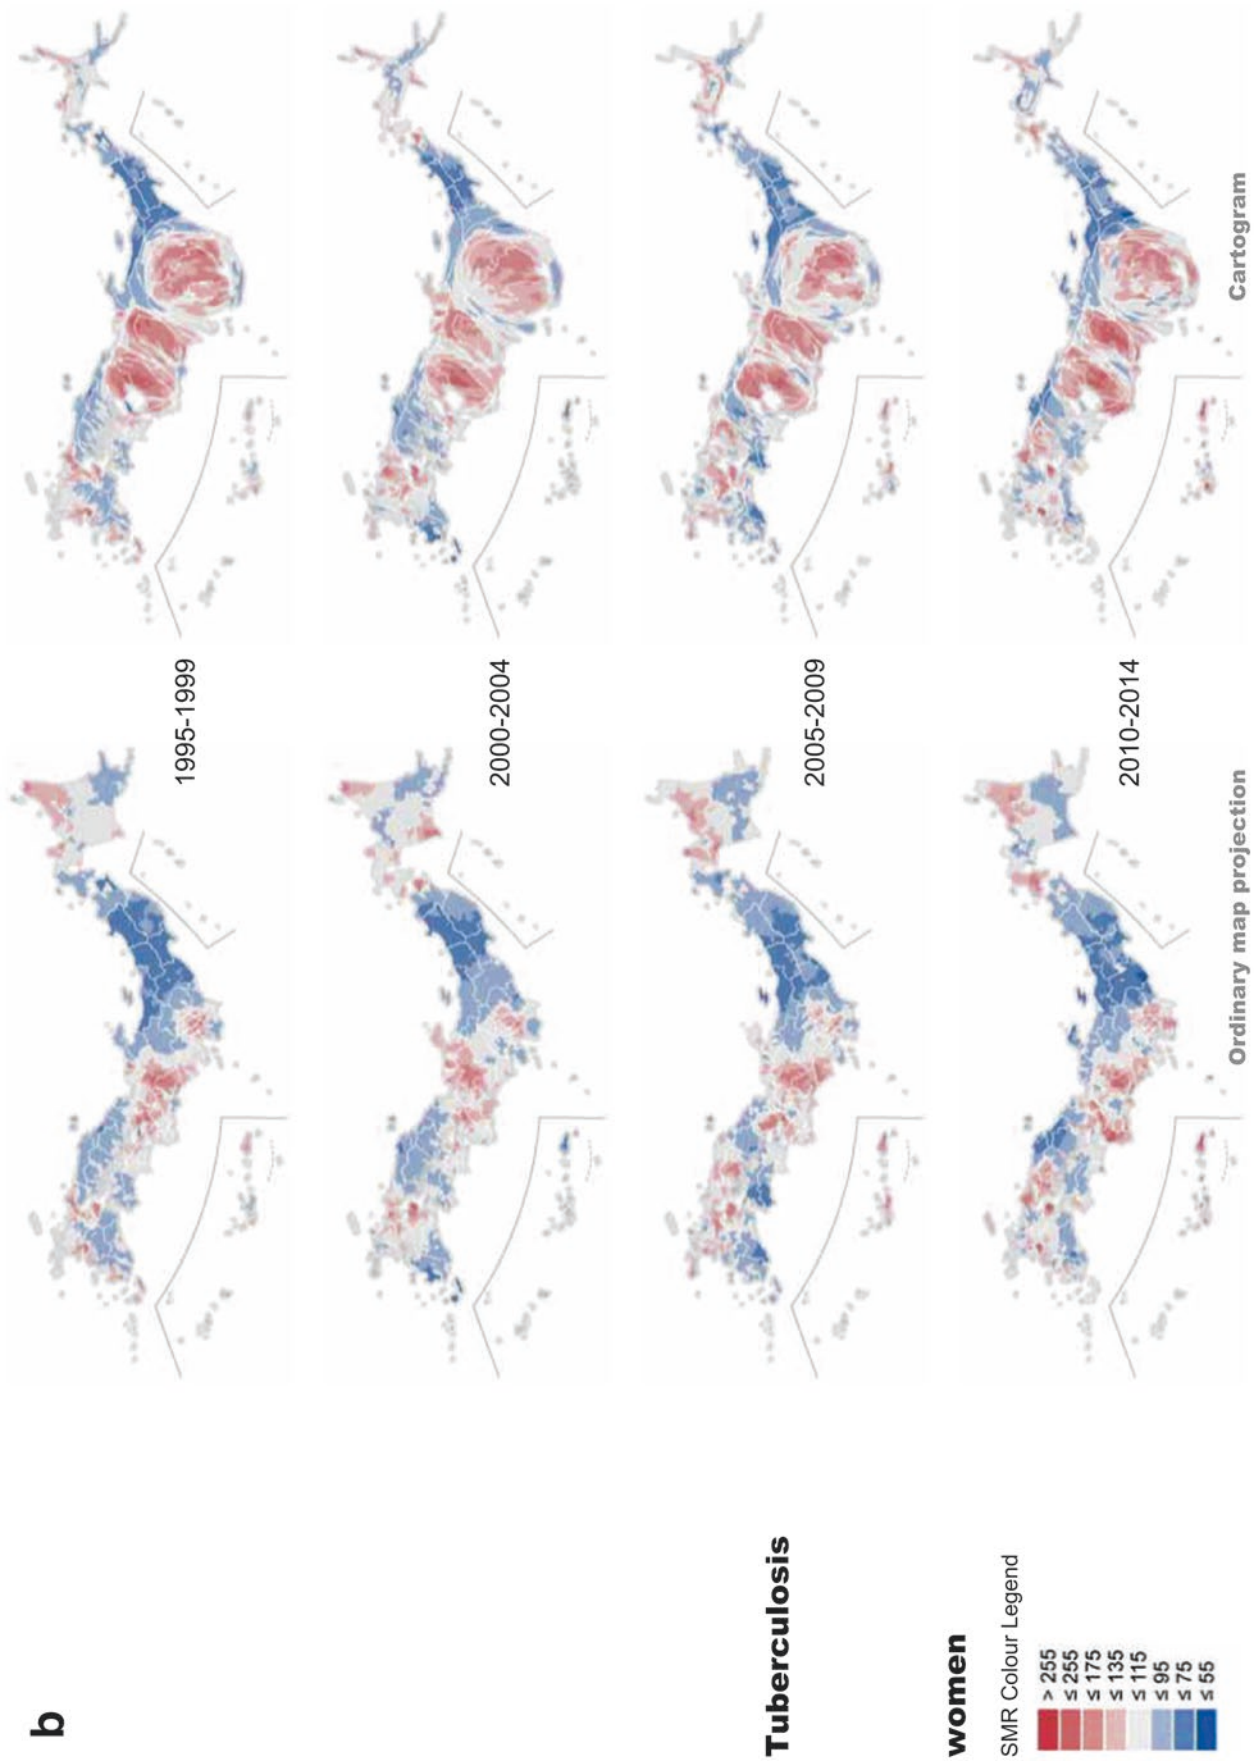 b
1995-1999
2000-2004
2005-2009
2010-2014
Ordinary map projection
Cartogram
Tuberculosis
women
SMR Colour Legend
> 255
≤ 255
≤ 175
≤ 135
≤ 115
≤ 95
≤ 75
≤ 55